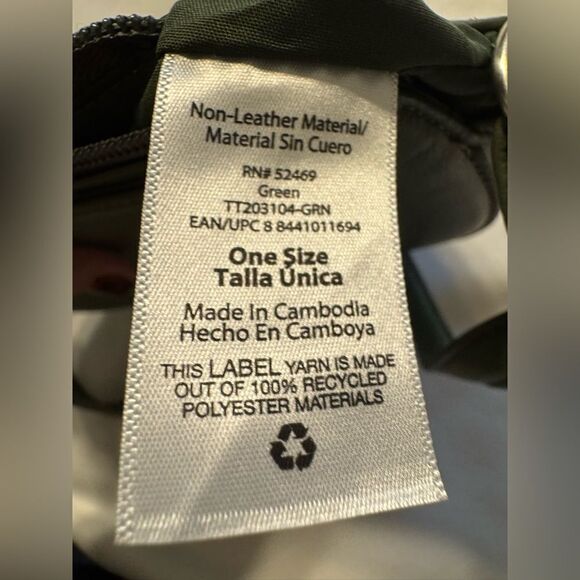 Non-Leather Material/
Material Sin Cuero
RN# 52469
Green
TT203104-GRN
EAN/UPC 8 8441011694
One Size
Talla Única
Made In Cambodia
Hecho En Camboya
THIS LABEL YARN IS MADE
OUT OF 100% RECYCLED
POLYESTER MATERIALS